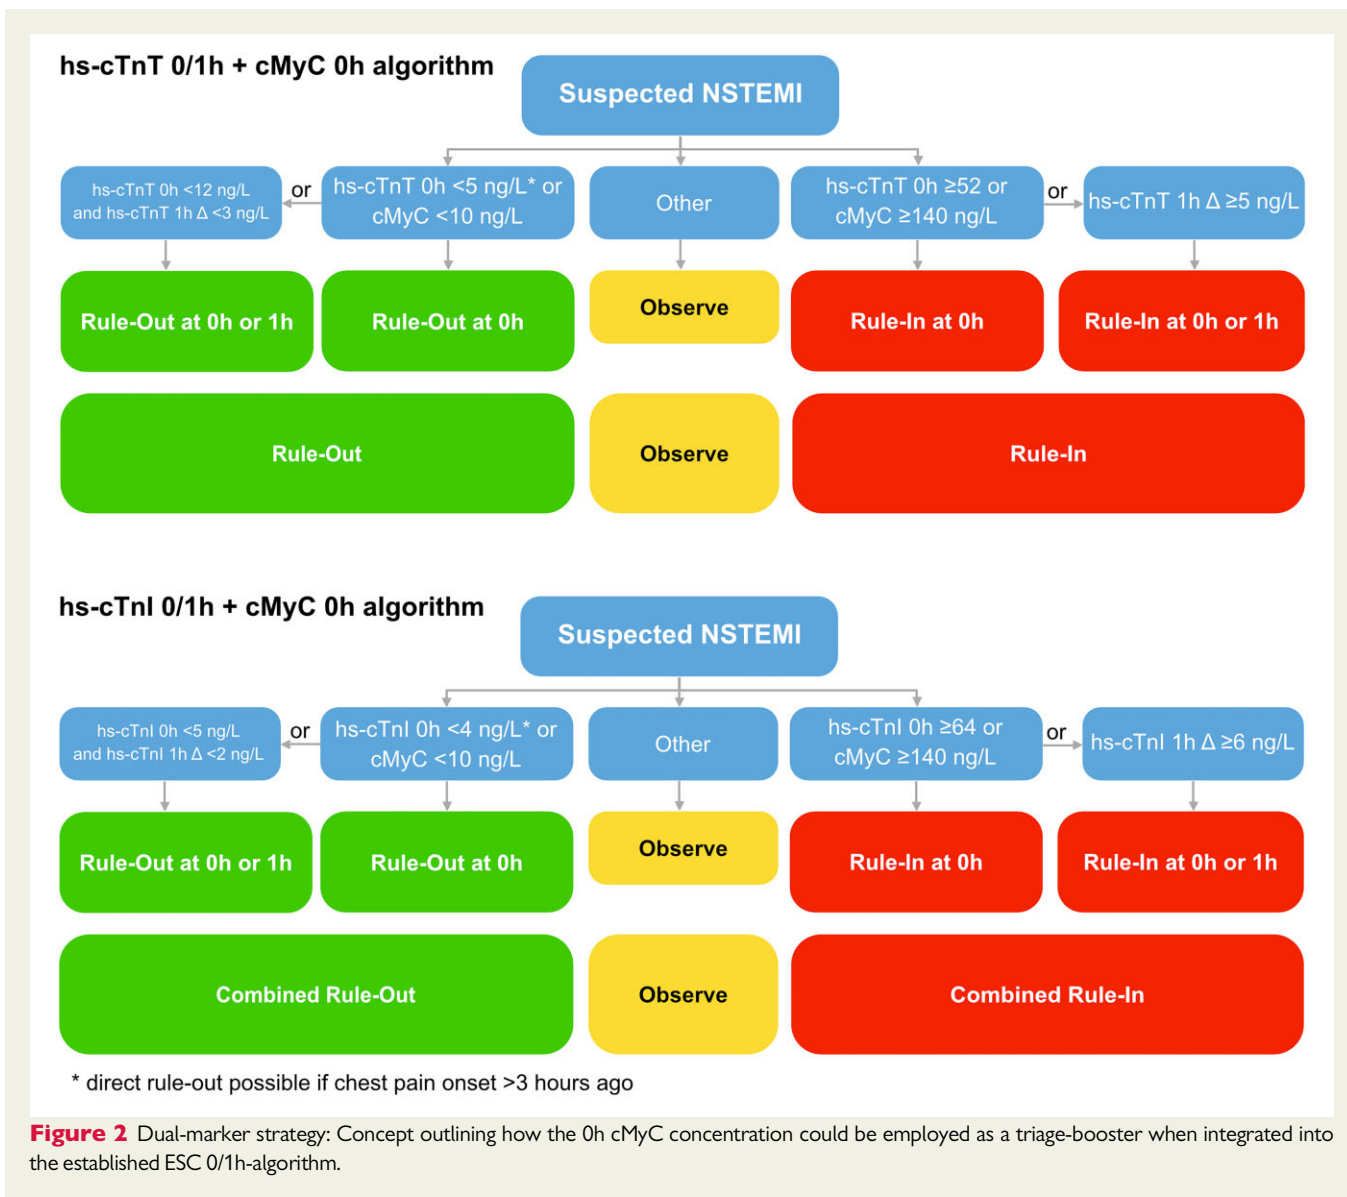 hs-cTnT 0/1h + cMyC 0h algorithm
Suspected NSTEMI
hs-cTnT 0h <12 ng/L
and hs-cTnT 1h Δ <3 ng/L
or
hs-cTnT 0h <5 ng/L* or
cMyC <10 ng/L
Other
hs-cTnT 0h ≥52 or
cMyC ≥140 ng/L
or
hs-cTnT 1h Δ ≥5 ng/L
Rule-Out at 0h or 1h
Rule-Out at 0h
Observe
Rule-In at 0h
Rule-In at 0h or 1h
Rule-Out
Observe
Rule-In
hs-cTnI 0/1h + cMyC 0h algorithm
Suspected NSTEMI
hs-cTnI 0h <5 ng/L
and hs-cTnI 1h Δ <2 ng/L
or
hs-cTnI 0h <4 ng/L* or
cMyC <10 ng/L
Other
hs-cTnI 0h ≥64 or
cMyC ≥140 ng/L
or
hs-cTnI 1h Δ ≥6 ng/L
Rule-Out at 0h or 1h
Rule-Out at 0h
Observe
Rule-In at 0h
Rule-In at 0h or 1h
Combined Rule-Out
Observe
Combined Rule-In
* direct rule-out possible if chest pain onset >3 hours ago
Figure 2 Dual-marker strategy: Concept outlining how the 0h cMyC concentration could be employed as a triage-booster when integrated into
the established ESC 0/1h-algorithm.